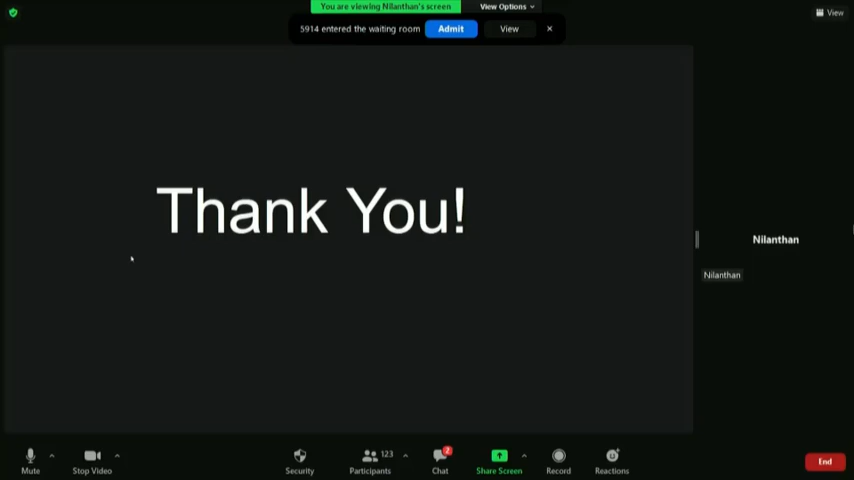 You are viewing Nilanthan's screen
View Options
View
5914 entered the waiting room
Admit
View
Thank You!
Nilanthan
Nilanthan
Mute
Stop Video
Security
Participants
123
Chat
2
Share Screen
Record
Reactions
End